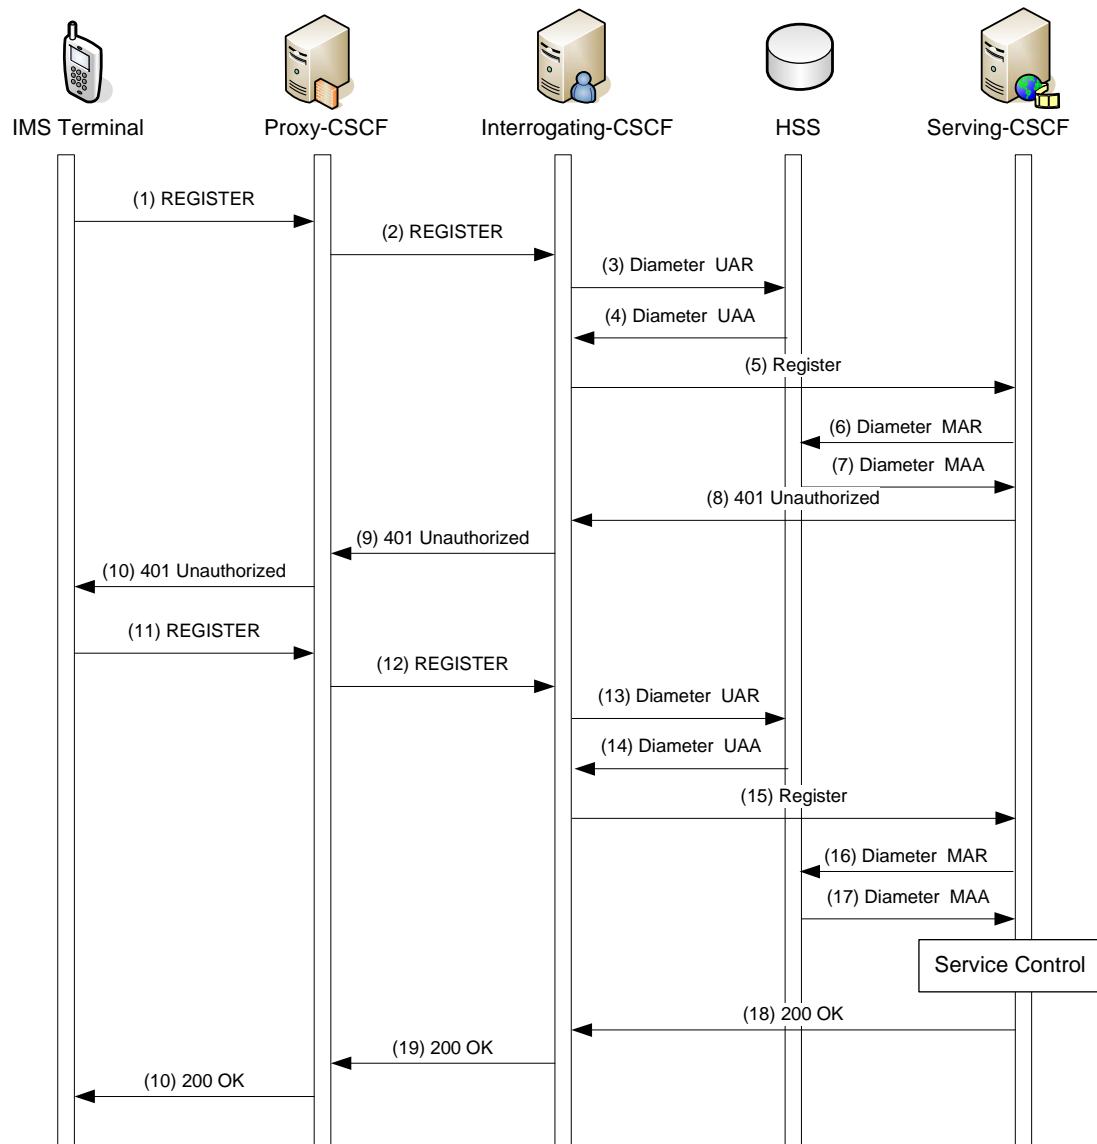 IMS Terminal
Proxy-CSCF
Interrogating-CSCF
HSS
Serving-CSCF
(1) REGISTER
(2) REGISTER
(3) Diameter UAR
(4) Diameter UAA
(5) Register
(6) Diameter MAR
(7) Diameter MAA
(8) 401 Unauthorized
(9) 401 Unauthorized
(10) 401 Unauthorized
(11) REGISTER
(12) REGISTER
(13) Diameter UAR
(14) Diameter UAA
(15) Register
(16) Diameter MAR
(17) Diameter MAA
Service Control
(18) 200 OK
(19) 200 OK
(10) 200 OK